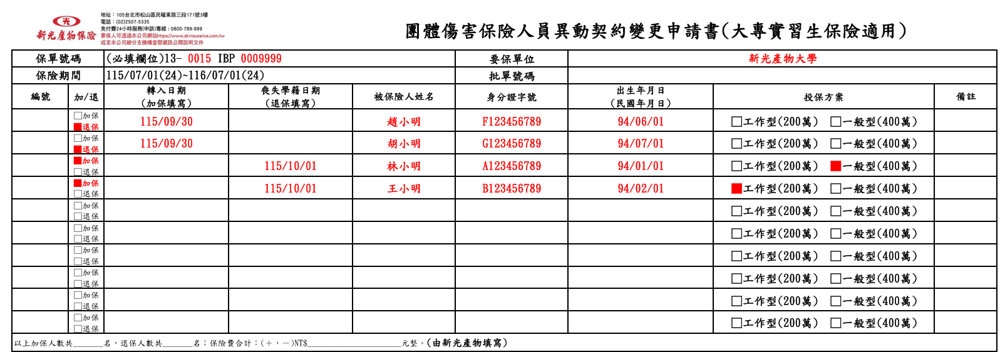 新光產物保險
地址：105台北市松山區民權東路三段171號3樓
電話：(02)2507-5335
免付費24小時服務(申訴)專線：0800-789-999
要保人可透過本公司網站https://www.skinsurance.com.tw
或至本公司總分支機構查閱資訊公開說明文件
團體傷害保險人員異動契約變更申請書(大專實習生保險適用)
保單號碼 (必填欄位)13- 0015 IBP 0009999 要保單位 新光產物大學
保險期間 115/07/01(24)~116/07/01(24) 批單號碼
編號 加/退 轉入日期 (加保填寫) 喪失學籍日期 (退保填寫) 被保險人姓名 身分證字號 出生年月日 (民國年月日) 投保方案 備註
□加保 ■退保 115/09/30 趙小明 F123456789 94/06/01 □工作型(200萬) □一般型(400萬)
□加保 ■退保 115/09/30 胡小明 G123456789 94/07/01 □工作型(200萬) □一般型(400萬)
■加保 □退保 115/10/01 林小明 A123456789 94/01/01 □工作型(200萬) ■一般型(400萬)
■加保 □退保 115/10/01 王小明 B123456789 94/02/01 ■工作型(200萬) □一般型(400萬)
□加保 □退保 □工作型(200萬) □一般型(400萬)
□加保 □退保 □工作型(200萬) □一般型(400萬)
□加保 □退保 □工作型(200萬) □一般型(400萬)
□加保 □退保 □工作型(200萬) □一般型(400萬)
□加保 □退保 □工作型(200萬) □一般型(400萬)
□加保 □退保 □工作型(200萬) □一般型(400萬)
以上加保人數共______名，退保人數共______名；保險費合計：(＋，－)NT$____________________元整。(由新光產物填寫)